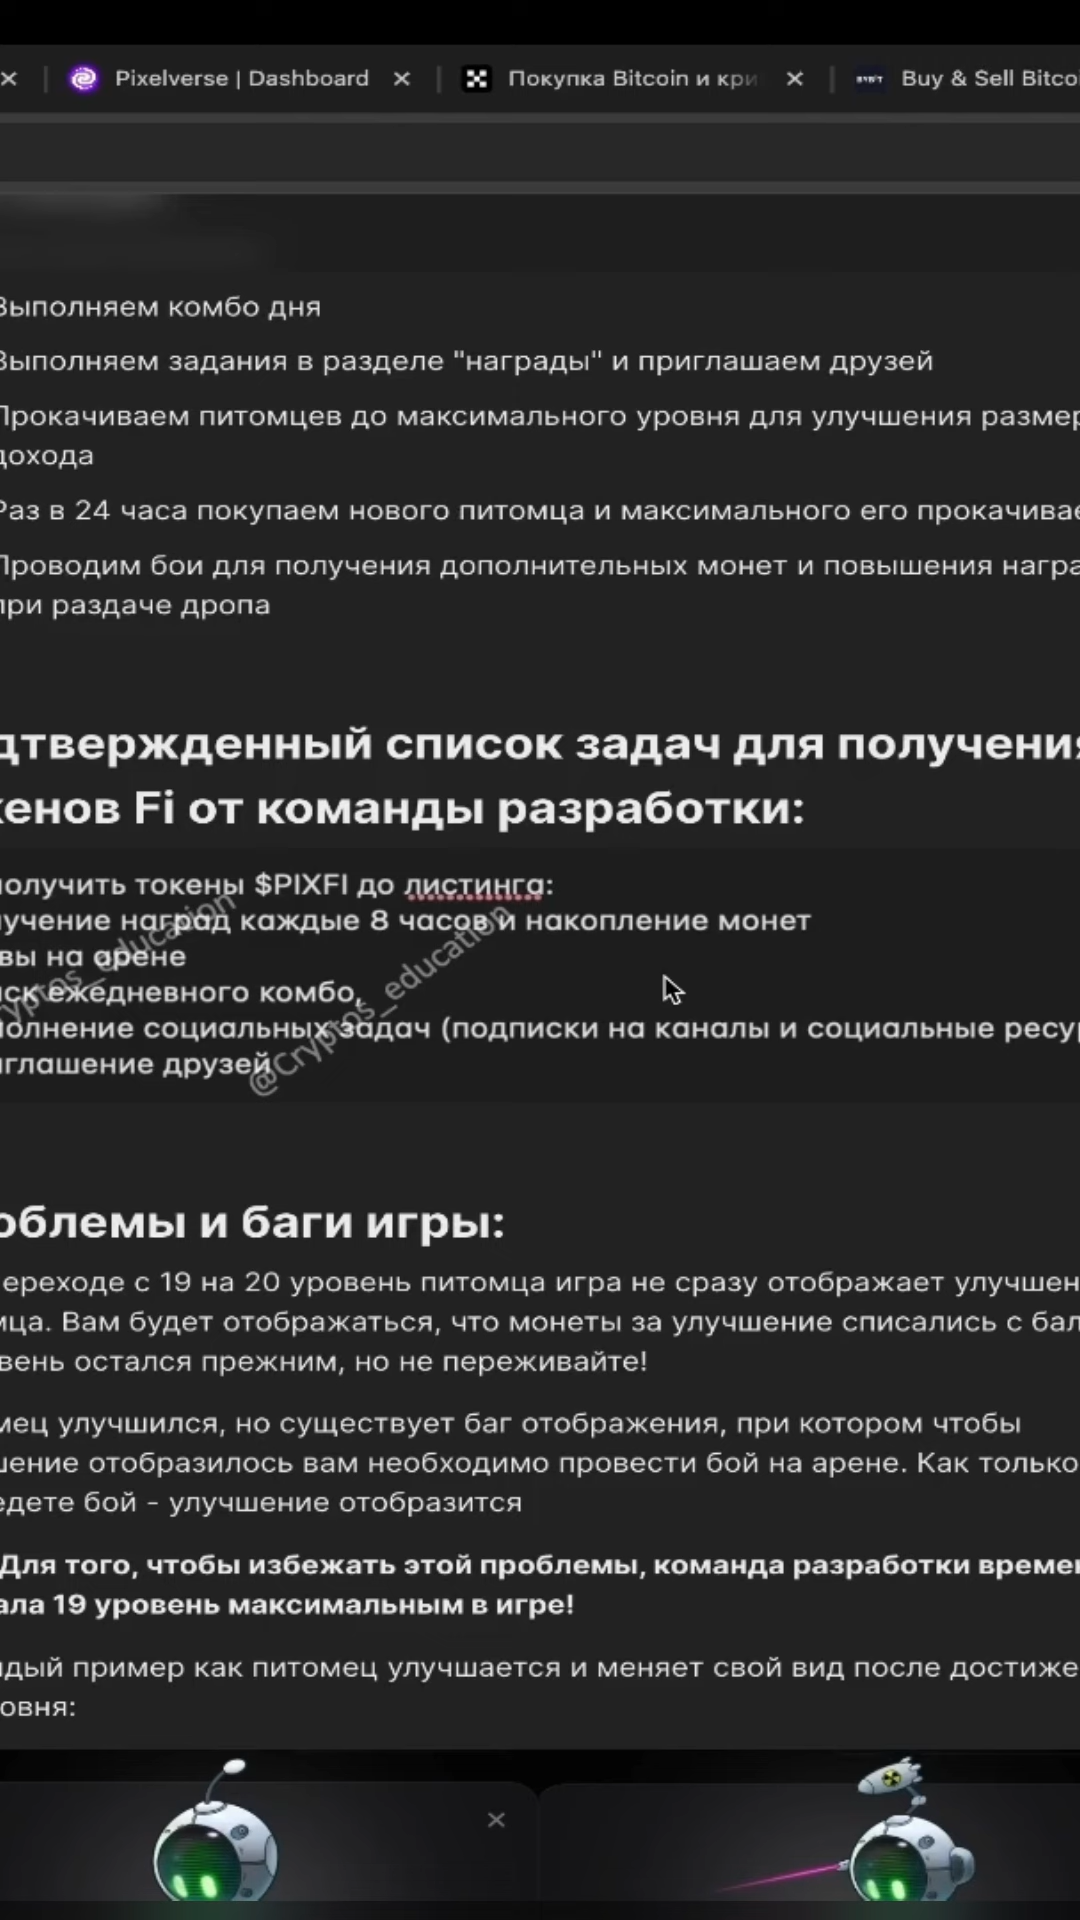 Pixelverse | Dashboard
Покупка Bitcoin и кри
Buy & Sell Bitco
Выполняем комбо дня
Выполняем задания в разделе "награды" и приглашаем друзей
Прокачиваем питомцев до максимального уровня для улучшения размер
дохода
Раз в 24 часа покупаем нового питомца и максимального его прокачивае
Проводим бои для получения дополнительных монет и повышения награ
при раздаче дропа
дтвержденный список задач для получения
кенов Fi от команды разработки:
получить токены $PIXFI до листинга:
лучение наград каждые 8 часов и накопление монет
вы на арене
ск ежедневного комбо,
полнение социальных задач (подписки на каналы и социальные ресур
иглашение друзей
@Cryptos_education
облемы и баги игры:
переходе с 19 на 20 уровень питомца игра не сразу отображает улучшен
мца. Вам будет отображаться, что монеты за улучшение списались с бал
вень остался прежним, но не переживайте!
мец улучшился, но существует баг отображения, при котором чтобы
шение отобразилось вам необходимо провести бой на арене. Как только
едете бой - улучшение отобразится
Для того, чтобы избежать этой проблемы, команда разработки времен
ала 19 уровень максимальным в игре!
дый пример как питомец улучшается и меняет свой вид после достиже
овня: